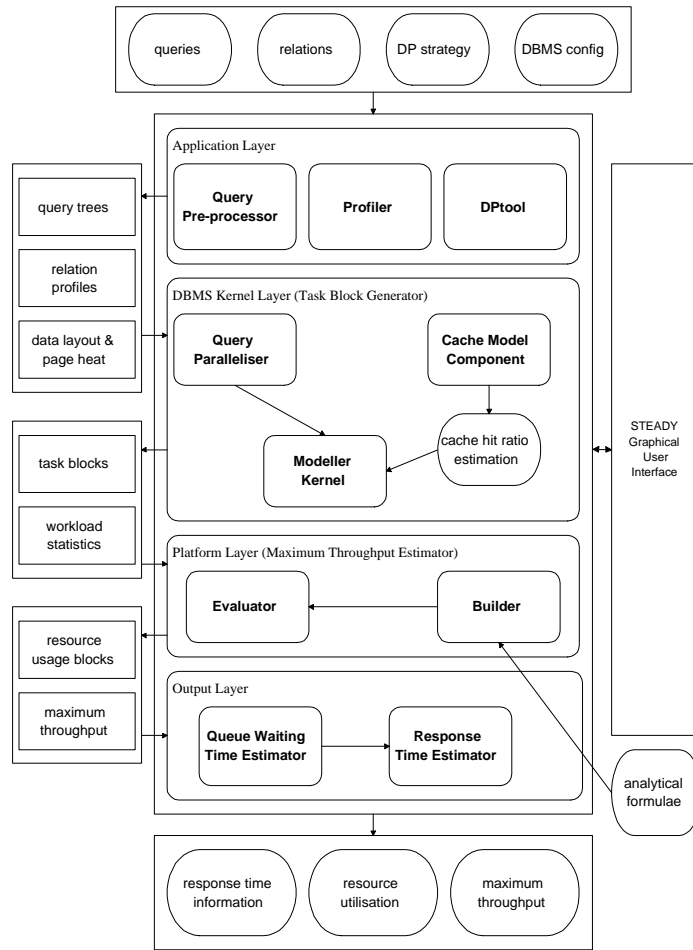 queries
relations
DP strategy
DBMS config
Application Layer
Query
Pre-processor
Profiler
DPtool
query trees
relation
profiles
data layout &
page heat
DBMS Kernel Layer (Task Block Generator)
Query
Paralleliser
Cache Model
Component
cache hit ratio
estimation
Modeller
Kernel
task blocks
workload
statistics
STEADY
Graphical
User
Interface
Platform Layer (Maximum Throughput Estimator)
Evaluator
Builder
resource
usage blocks
maximum
throughput
Output Layer
Queue Waiting
Time Estimator
Response
Time Estimator
analytical
formulae
response time
information
resource
utilisation
maximum
throughput